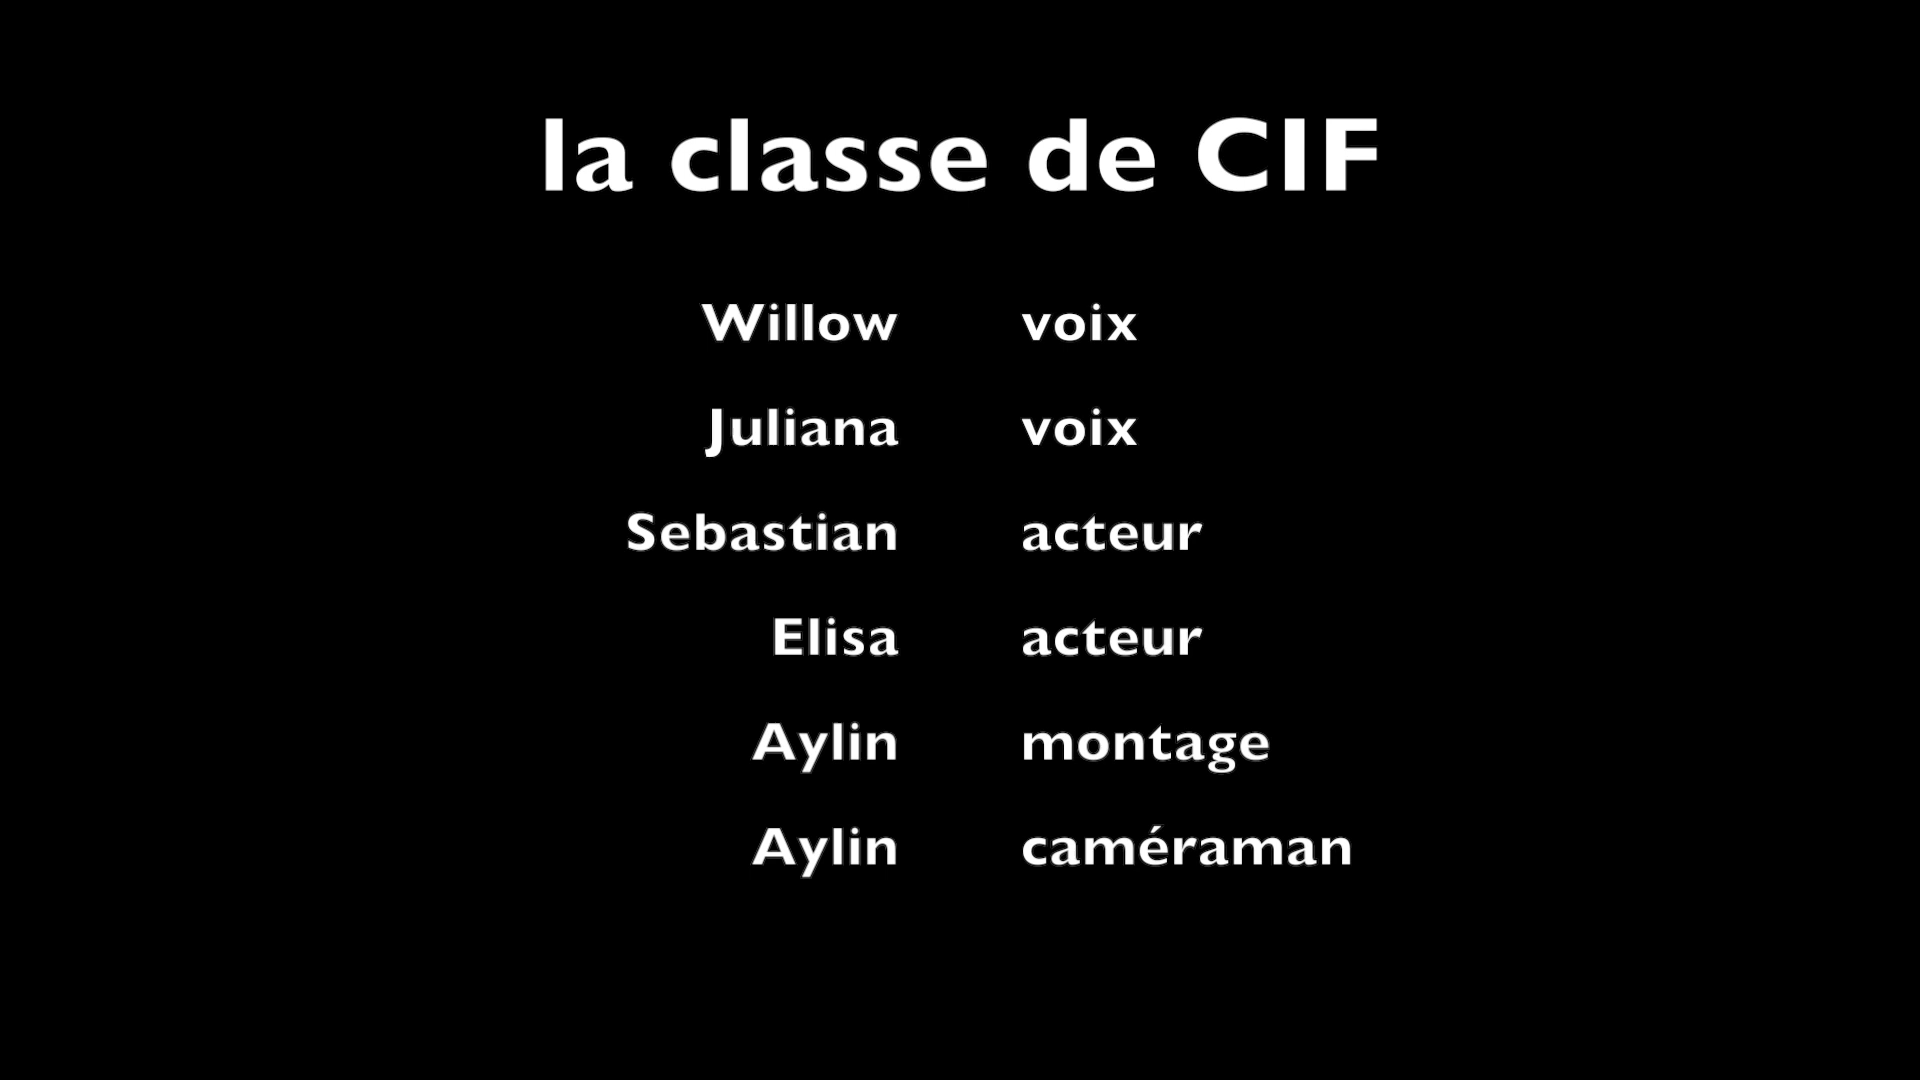 la classe de CIF
Willow voix
Juliana voix
Sebastian acteur
Elisa acteur
Aylin montage
Aylin caméraman